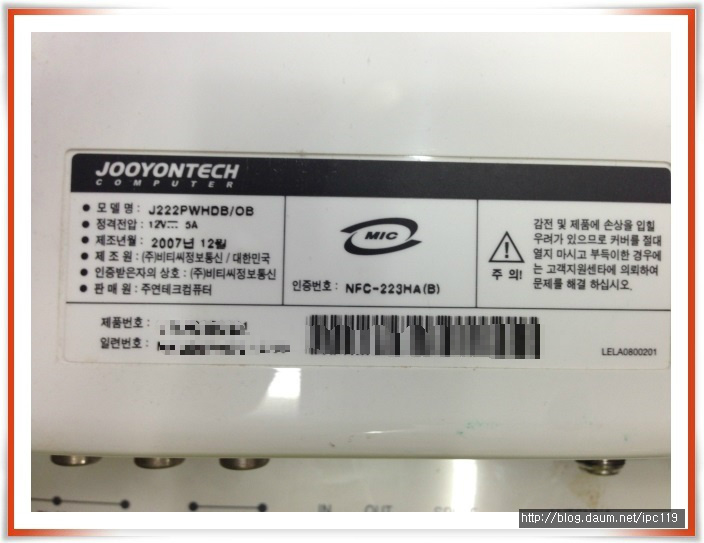 JOOYONTECH
COMPUTER
• 모 델 명 : J222PWHDB/OB
• 정격전압 : 12V⎓ 5A
• 제조년월 : 2007년 12월
• 제 조 원 : (주)비티씨정보통신 / 대한민국
• 인증받은자의 상호 : (주)비티씨정보통신
• 판 매 원 : 주연테크컴퓨터
MIC
인증번호 : NFC-223HA(B)
주 의!
감전 및 제품에 손상을 입힐
우려가 있으므로 커버를 절대
열지 마시고 부득이한 경우에
는 고객지원센타에 의뢰하여
문제를 해결 하십시오.
제품번호 :
일련번호 :
LELA0800201
IN OUT
http://blog.daum.net/ipc119